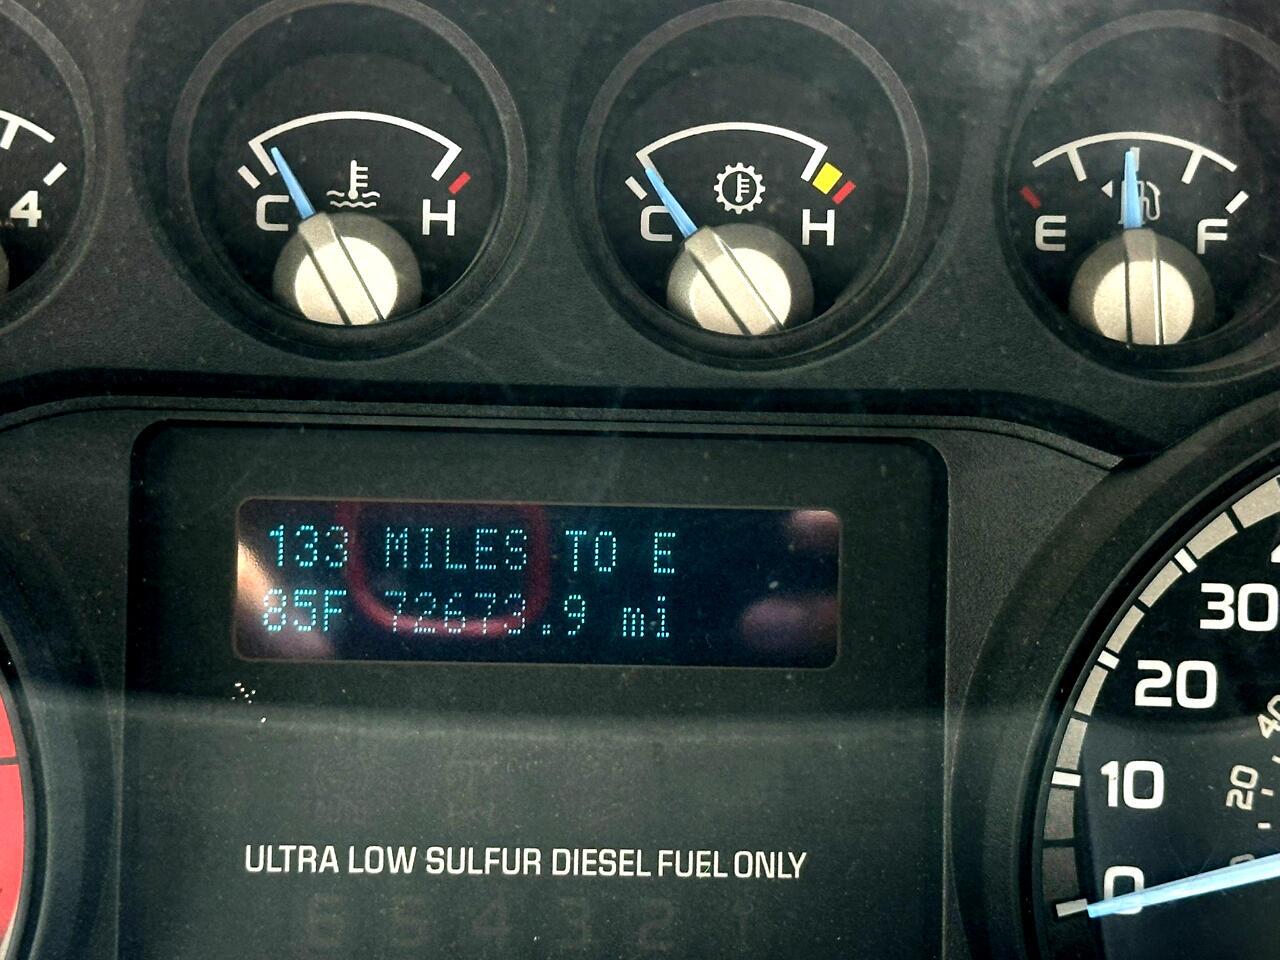 4
C H
C H
E F
133 MILES TO E
85F 72673.9 mi
30
20
10
0
40
20
ULTRA LOW SULFUR DIESEL FUEL ONLY